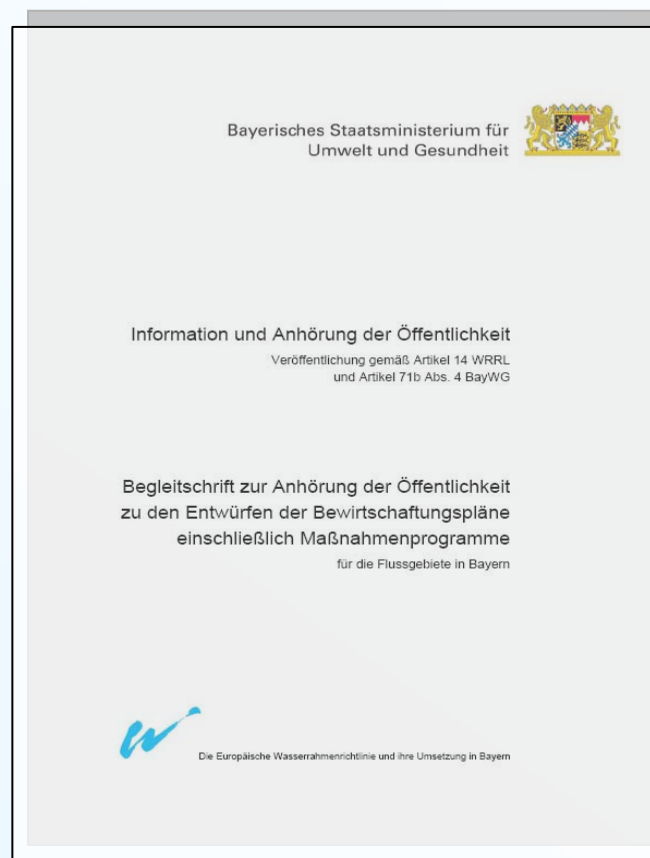 Bayerisches Staatsministerium für
Umwelt und Gesundheit
Information und Anhörung der Öffentlichkeit
Veröffentlichung gemäß Artikel 14 WRRL
und Artikel 71b Abs. 4 BayWG
Begleitschrift zur Anhörung der Öffentlichkeit
zu den Entwürfen der Bewirtschaftungspläne
einschließlich Maßnahmenprogramme
für die Flussgebiete in Bayern
Die Europäische Wasserrahmenrichtlinie und ihre Umsetzung in Bayern